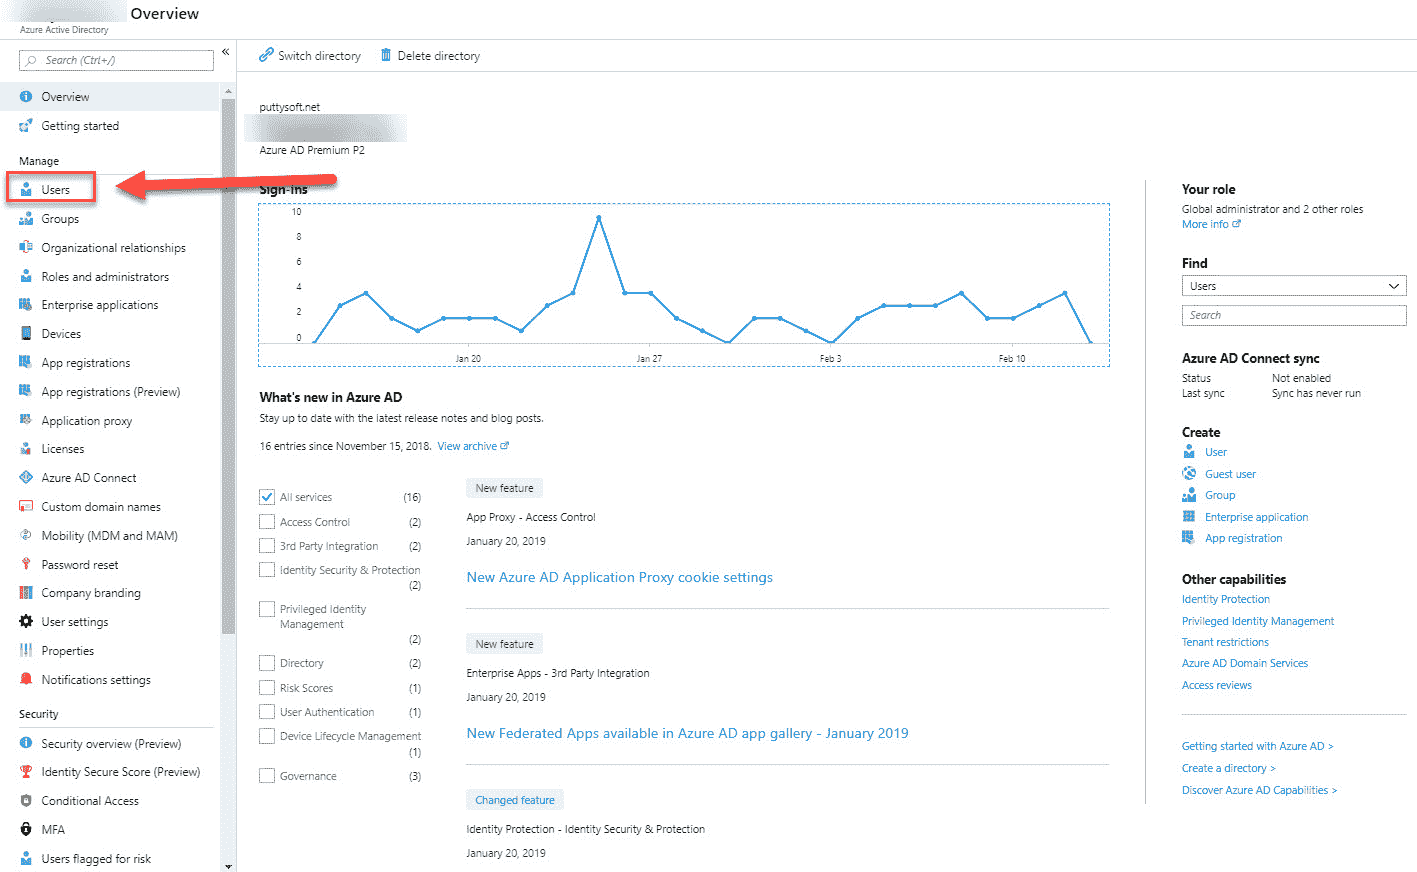 Overview
Azure Active Directory
Search (Ctrl+/)
«
Overview
Getting started
Manage
Users
Groups
Organizational relationships
Roles and administrators
Enterprise applications
Devices
App registrations
App registrations (Preview)
Application proxy
Licenses
Azure AD Connect
Custom domain names
Mobility (MDM and MAM)
Password reset
Company branding
User settings
Properties
Notifications settings
Security
Security overview (Preview)
Identity Secure Score (Preview)
Conditional Access
MFA
Users flagged for risk
Switch directory
Delete directory
puttysoft.net
Azure AD Premium P2
Sign-ins
10
8
6
4
2
0
Jan 20
Jan 27
Feb 3
Feb 10
What's new in Azure AD
Stay up to date with the latest release notes and blog posts.
16 entries since November 15, 2018. View archive
All services (16)
Access Control (2)
3rd Party Integration (2)
Identity Security & Protection
(2)
Privileged Identity
Management
(2)
Directory (2)
Risk Scores (1)
User Authentication (1)
Device Lifecycle Management
(1)
Governance (3)
New feature
App Proxy - Access Control
January 20, 2019
New Azure AD Application Proxy cookie settings
New feature
Enterprise Apps - 3rd Party Integration
January 20, 2019
New Federated Apps available in Azure AD app gallery - January 2019
Changed feature
Identity Protection - Identity Security & Protection
January 20, 2019
Your role
Global administrator and 2 other roles
More info
Find
Users
Search
Azure AD Connect sync
Status Not enabled
Last sync Sync has never run
Create
User
Guest user
Group
Enterprise application
App registration
Other capabilities
Identity Protection
Privileged Identity Management
Tenant restrictions
Azure AD Domain Services
Access reviews
Getting started with Azure AD >
Create a directory >
Discover Azure AD Capabilities >